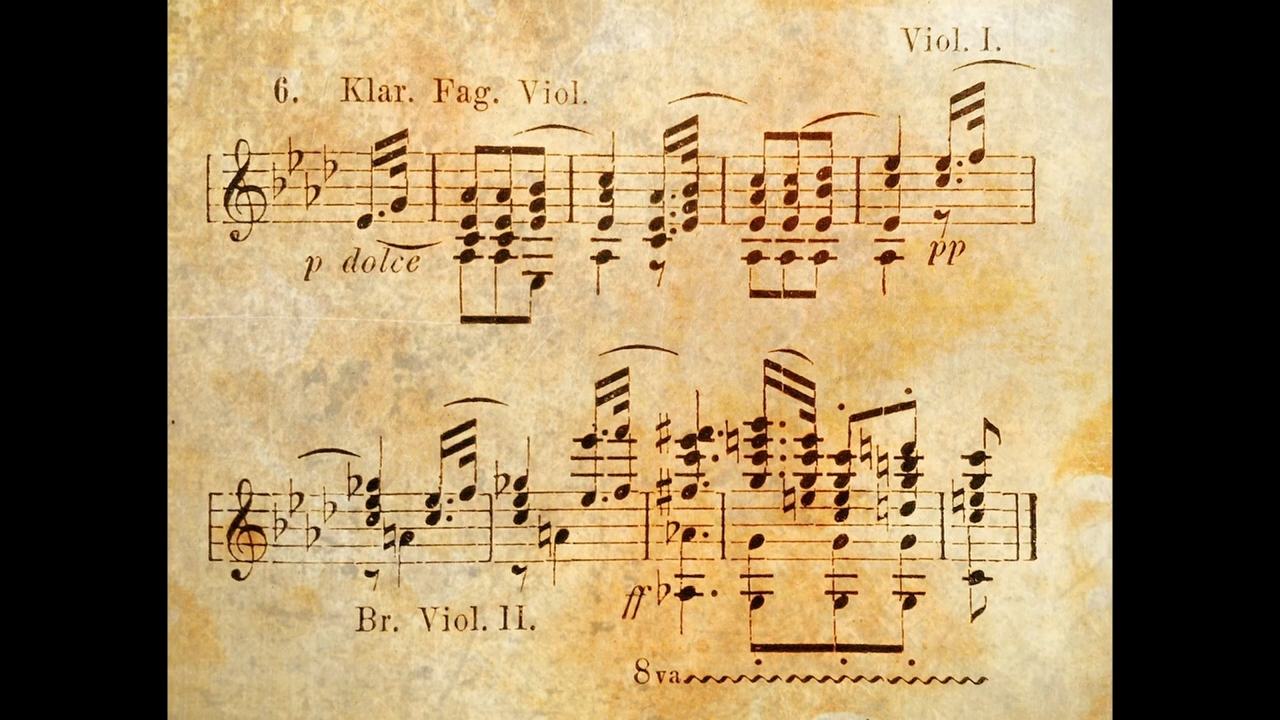 Viol. I.
6. Klar. Fag. Viol.
p dolce
pp
ff
Br. Viol. II.
8va